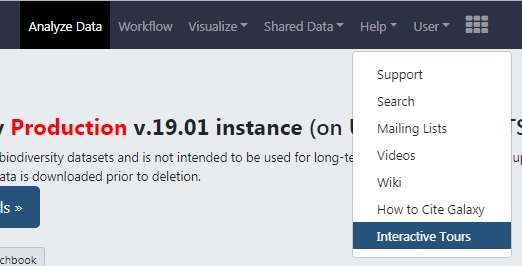 Analyze Data Workflow Visualize Shared Data Help User
Support
Search
Mailing Lists
Videos
Wiki
How to Cite Galaxy
Interactive Tours
Production v.19.01 instance (on
biodiversity datasets and is not intended to be used for long-te
ata is downloaded prior to deletion.
ls »
chbook